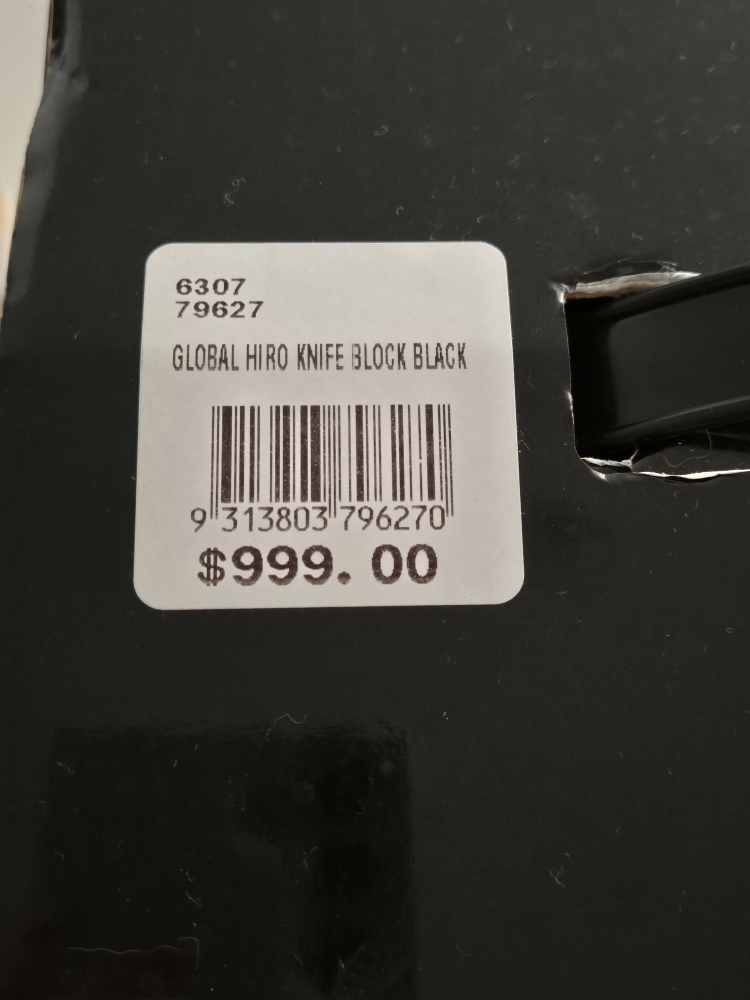 6307
79627
GLOBAL HIRO KNIFE BLOCK BLACK
9 313803 796270
$999.00